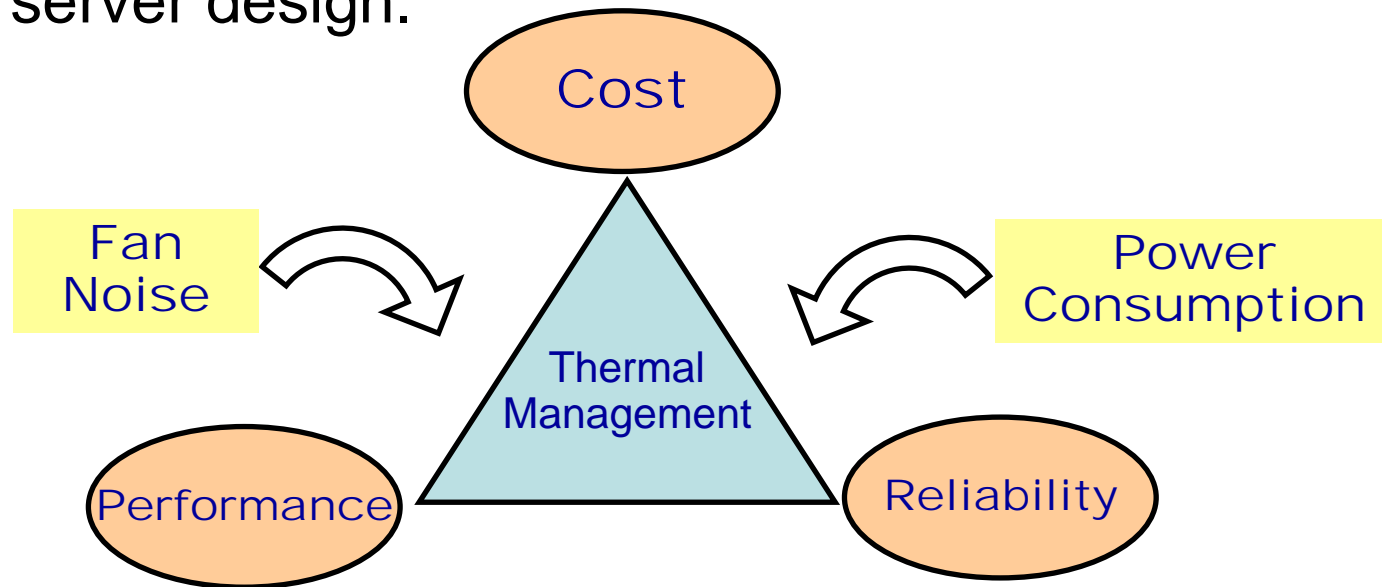 server design.
Cost
Fan
Noise
Power
Consumption
Thermal
Management
Performance
Reliability